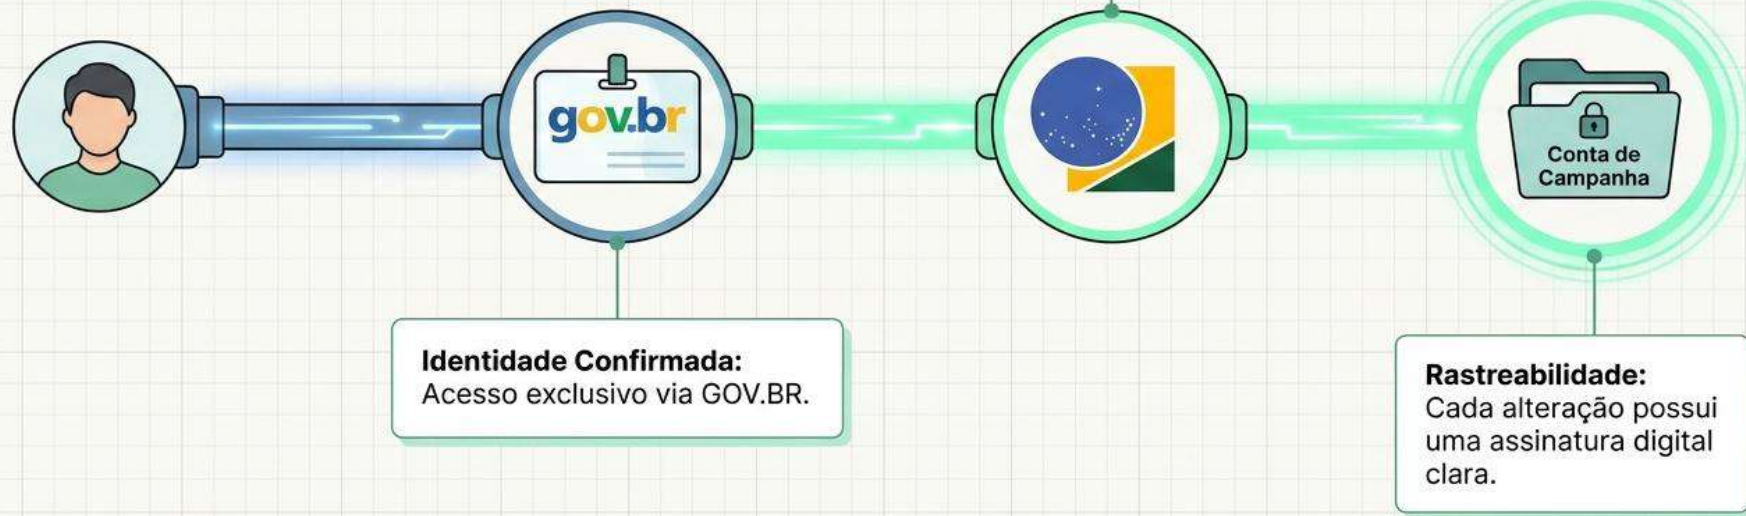 gov.br
Conta de
Campanha
Identidade Confirmada:
Acesso exclusivo via GOV.BR.
Rastreabilidade:
Cada alteração possui
uma assinatura digital
clara.